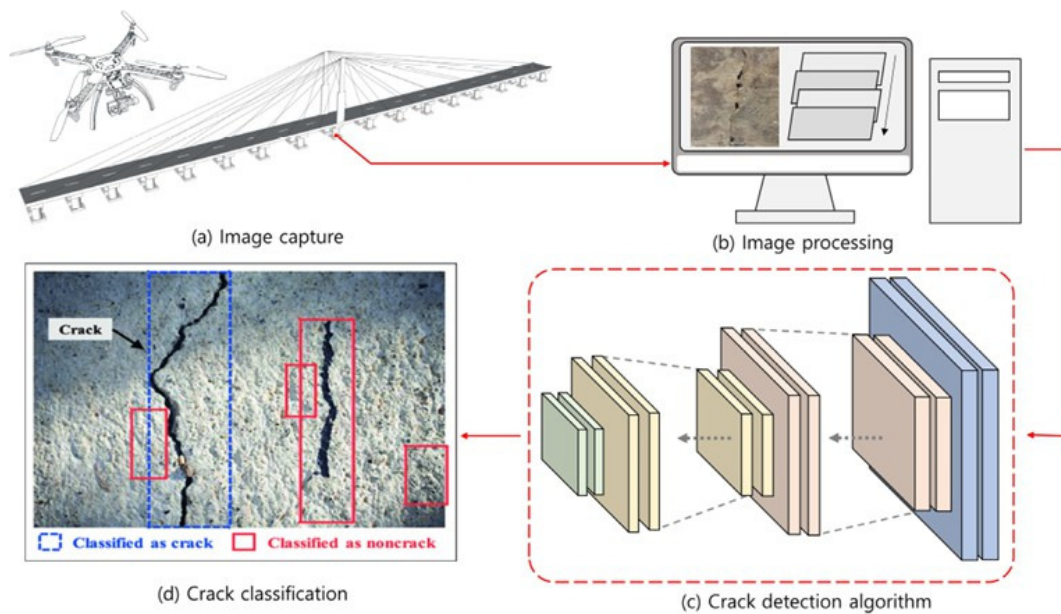 (a) Image capture
(b) Image processing
Crack
Classified as crack
Classified as noncrack
(d) Crack classification
(c) Crack detection algorithm